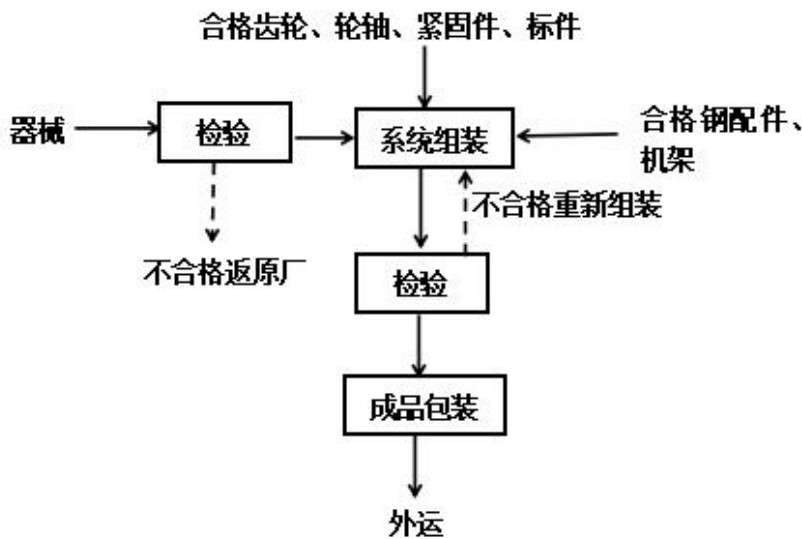 合格齿轮、轮轴、紧固件、标件
器械
检验
系统组装
合格钢配件、
机架
不合格重新组装
不合格返原厂
检验
成品包装
外运